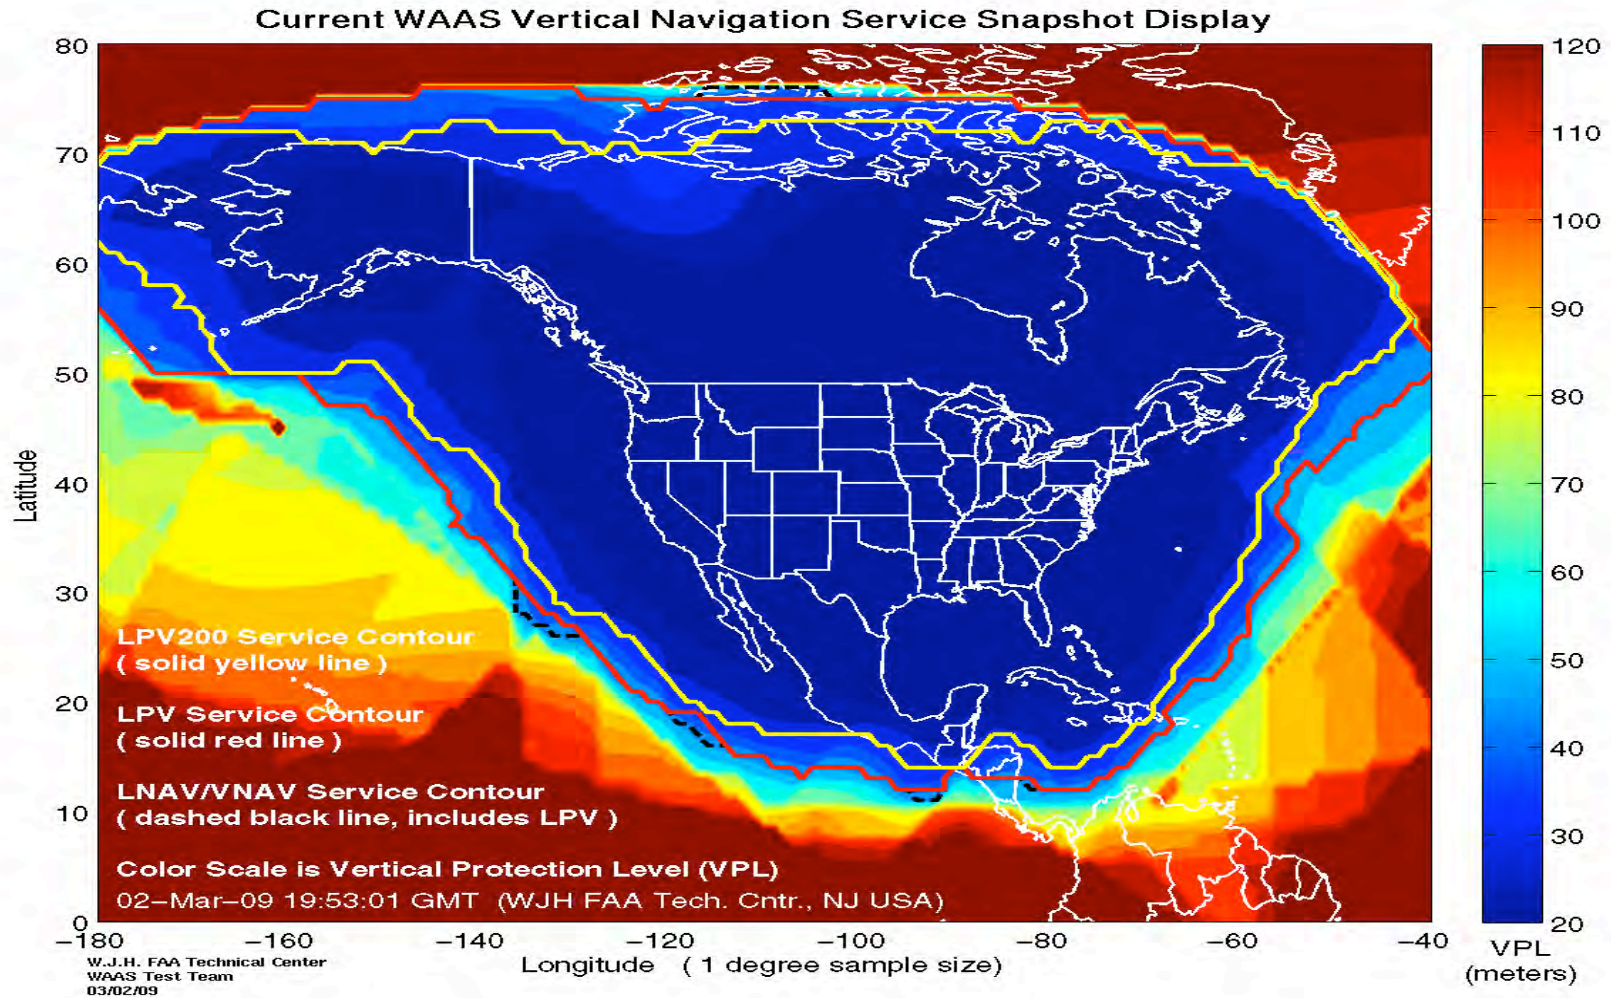 Current WAAS Vertical Navigation Service Snapshot Display
80
70
60
50
40
30
20
10
0
Latitude
LPV200 Service Contour
( solid yellow line )
LPV Service Contour
( solid red line )
LNAV/VNAV Service Contour
( dashed black line, includes LPV )
Color Scale is Vertical Protection Level (VPL)
02-Mar-09 19:53:01 GMT (WJH FAA Tech. Cntr., NJ USA)
-180 -160 -140 -120 -100 -80 -60 -40
Longitude ( 1 degree sample size)
W.J.H. FAA Technical Center
WAAS Test Team
03/02/09
120
110
100
90
80
70
60
50
40
30
20
VPL
(meters)